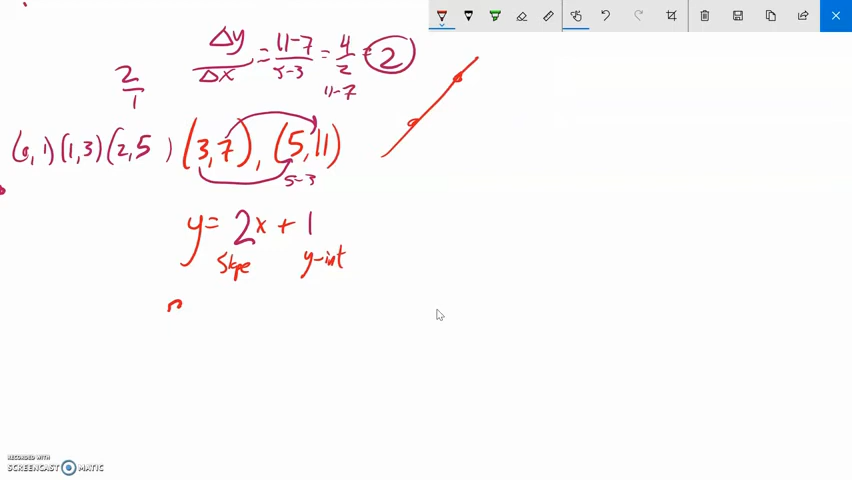 Δy/Δx = 11-7/5-3 = 4/2 = 2
2/1
11-7
(0,1)(1,3)(2,5) (3,7), (5,11)
5-3
y= 2x + 1
Slope y-int
RECORDED WITH
SCREENCAST MATIC